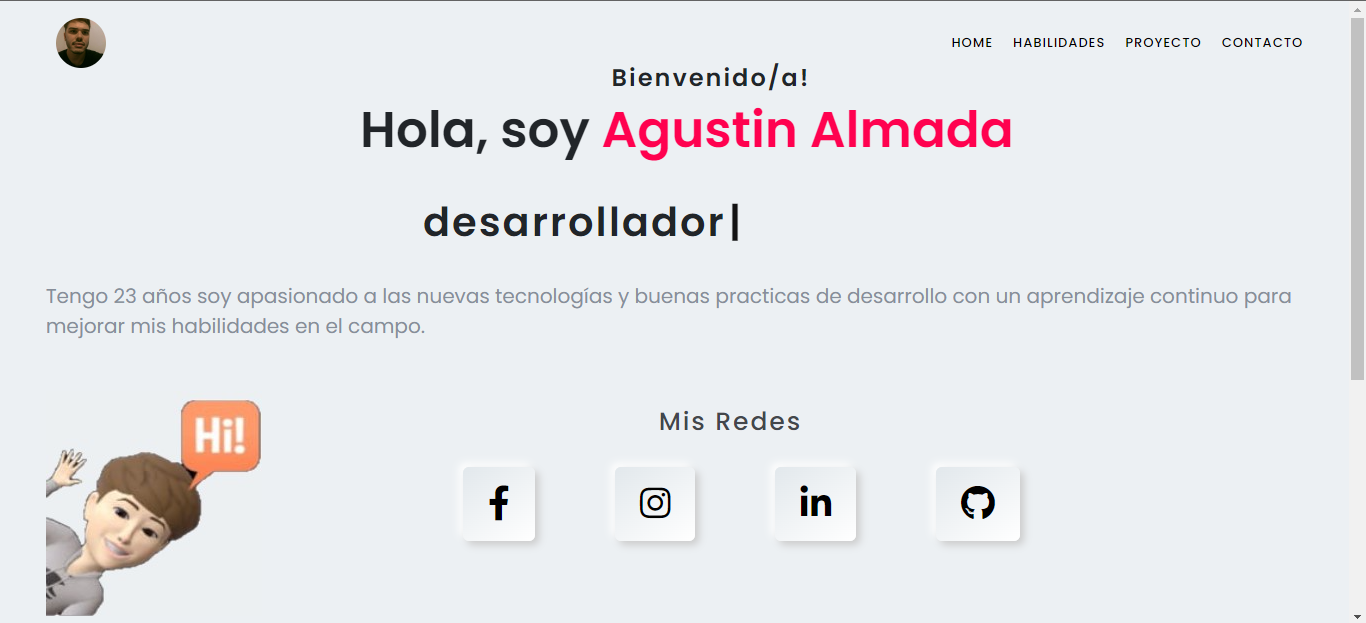 HOME HABILIDADES PROYECTO CONTACTO
Bienvenido/a!
Hola, soy Agustin Almada
desarrollador|
Tengo 23 años soy apasionado a las nuevas tecnologías y buenas practicas de desarrollo con un aprendizaje continuo para
mejorar mis habilidades en el campo.
Hi!
Mis Redes